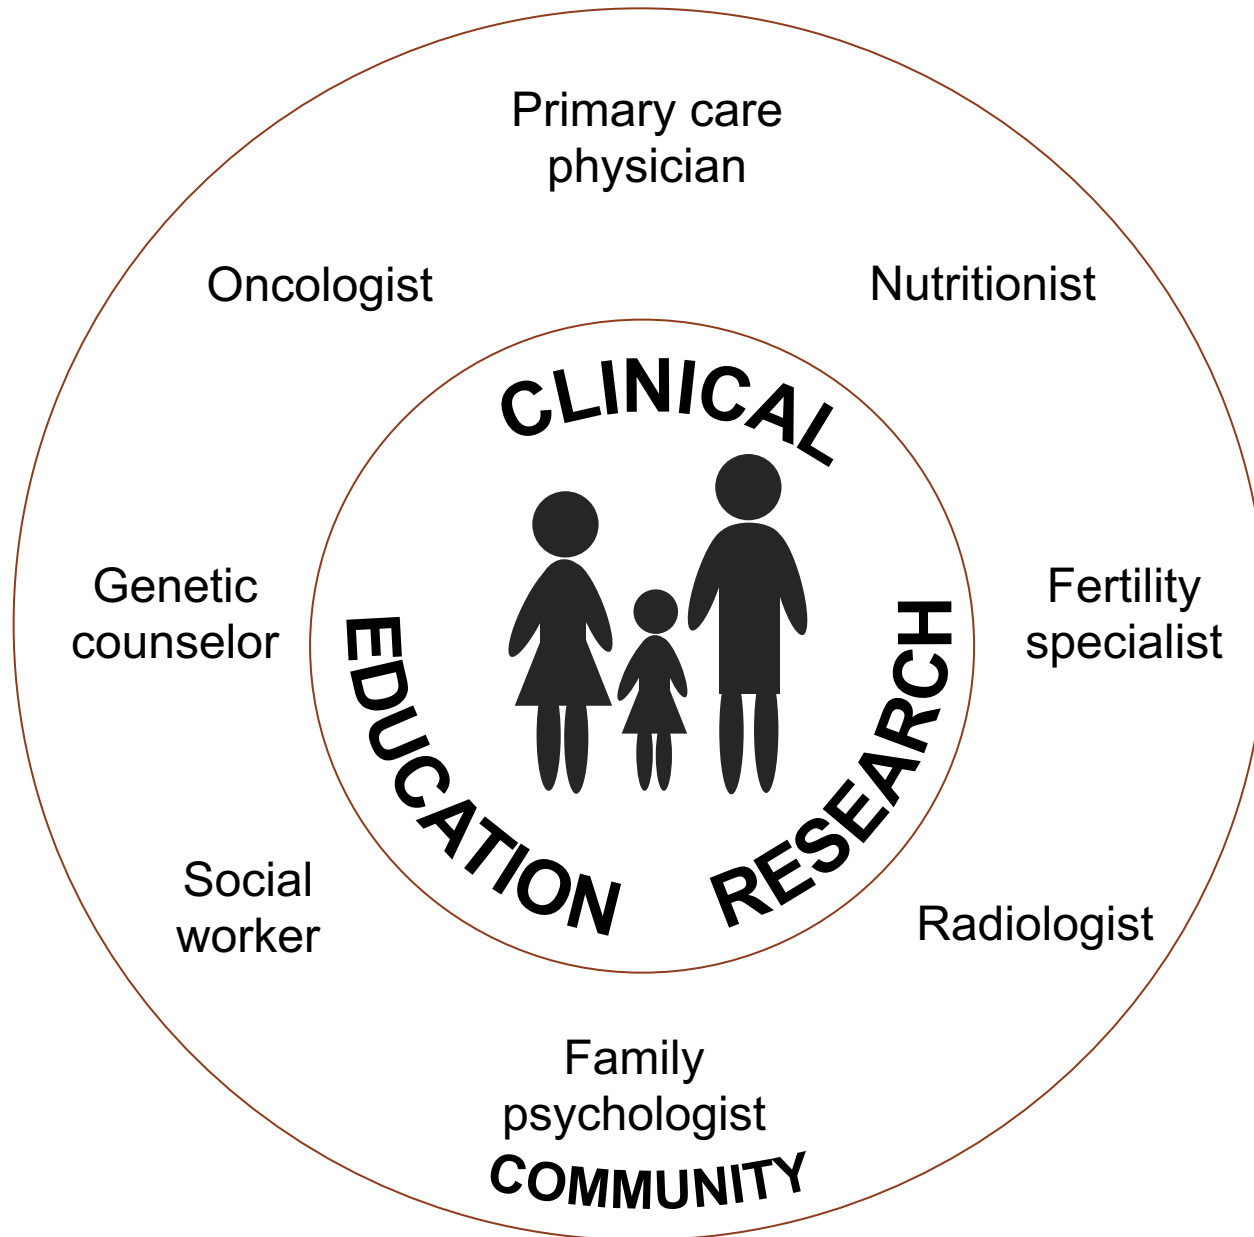 Primary care
physician
Oncologist
Nutritionist
CLINICAL
Genetic
counselor
Fertility
specialist
EDUCATION
RESEARCH
Social
worker
Radiologist
Family
psychologist
COMMUNITY